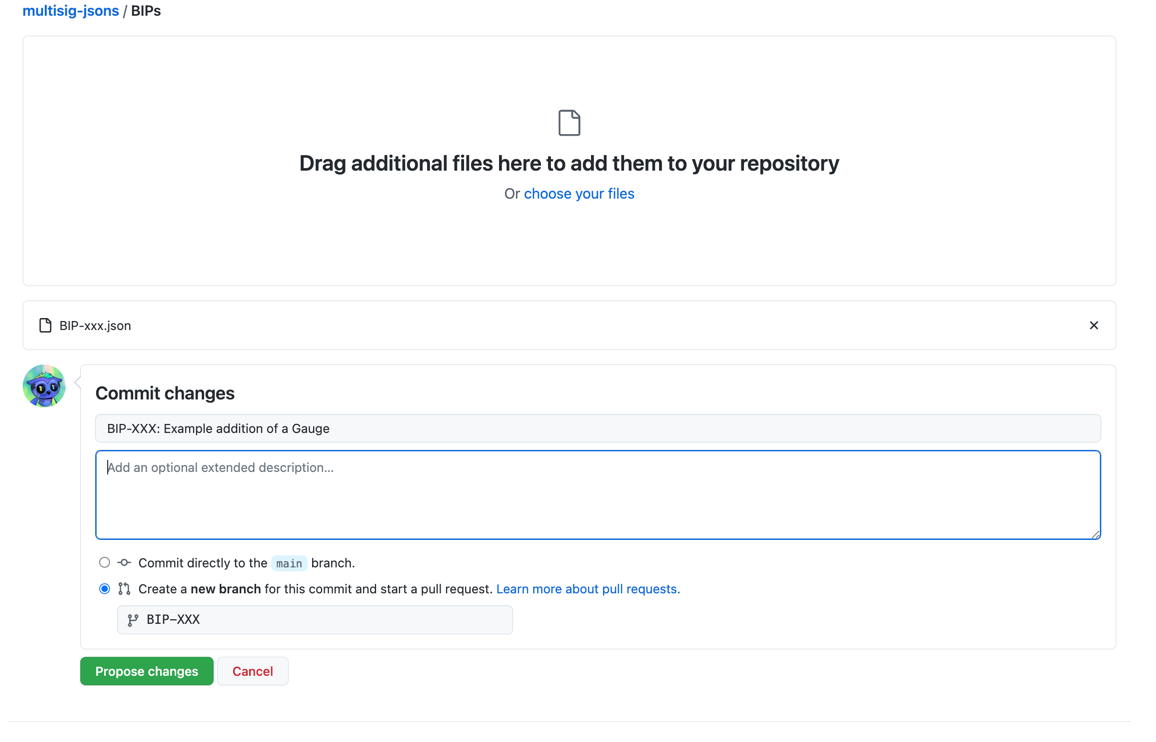 multisig-jsons / BIPs
Drag additional files here to add them to your repository
Or choose your files
BIP-xxx.json
Commit changes
BIP-XXX: Example addition of a Gauge
Add an optional extended description...
Commit directly to the main branch.
Create a new branch for this commit and start a pull request. Learn more about pull requests.
BIP-XXX
Propose changes Cancel